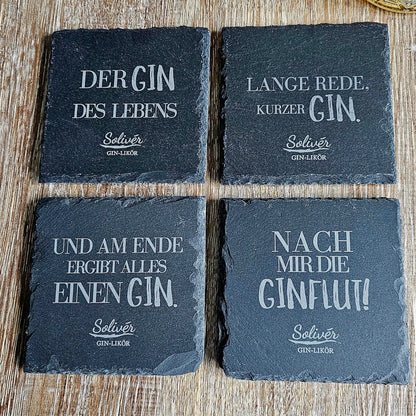 DER GIN
DES LEBENS
Solivér
GIN-LIKÖR
LANGE REDE,
KURZER GIN.
Solivér
GIN-LIKÖR
UND AM ENDE
ERGIBT ALLES
EINEN GIN.
Solivér
GIN-LIKÖR
NACH
MIR DIE
GINFLUT!
Solivér
GIN-LIKÖR